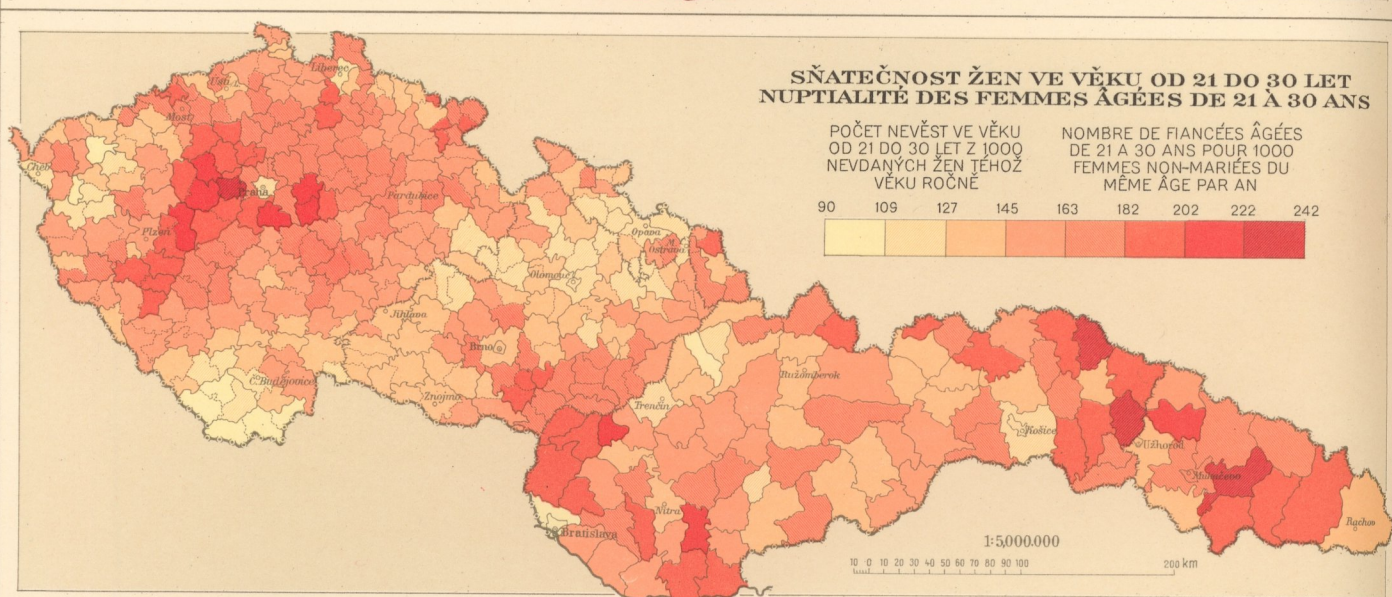 SŇATEČNOST ŽEN VE VĚKU OD 21 DO 30 LET
NUPTIALITÉ DES FEMMES ÂGÉES DE 21 À 30 ANS
POČET NEVĚST VE VĚKU
OD 21 DO 30 LET Z 1000
NEVDANÝCH ŽEN TÉHOŽ
VĚKU ROČNĚ
NOMBRE DE FIANCÉES ÂGÉES
DE 21 A 30 ANS POUR 1000
FEMMES NON-MARIÉES DU
MÊME ÂGE PAR AN
90 109 127 145 163 182 202 222 242
Liberec
Ústí n.L.
Most
Cheb
Praha
Pardubice
Plzeň
Opava
M. Ostrava
Olomouc
Jihlava
Brno
Č. Budějovice
Znojmo
Ružomberok
Trenčín
Košice
Užhorod
Mukačevo
Nitra
Rachov
Bratislava
1:5,000.000
10 0 10 20 30 40 50 60 70 80 90 100 200 km